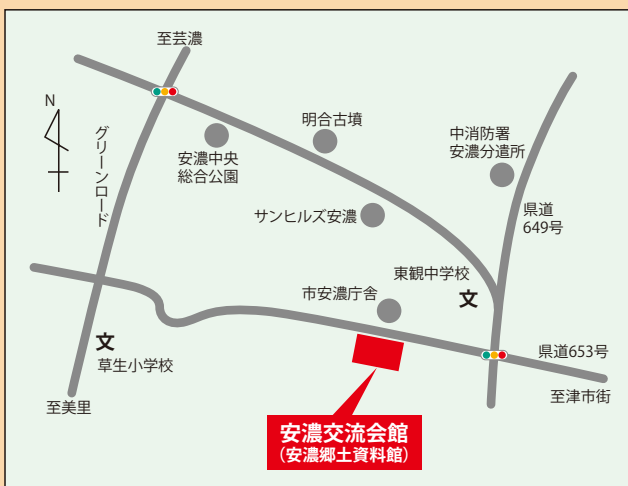 至芸濃
N
グリーンロード
安濃中央
総合公園
明合古墳
中消防署
安濃分遣所
サンヒルズ安濃
県道
649号
東観中学校
文
市安濃庁舎
文
草生小学校
県道653号
至美里
至津市街
安濃交流会館
（安濃郷土資料館）